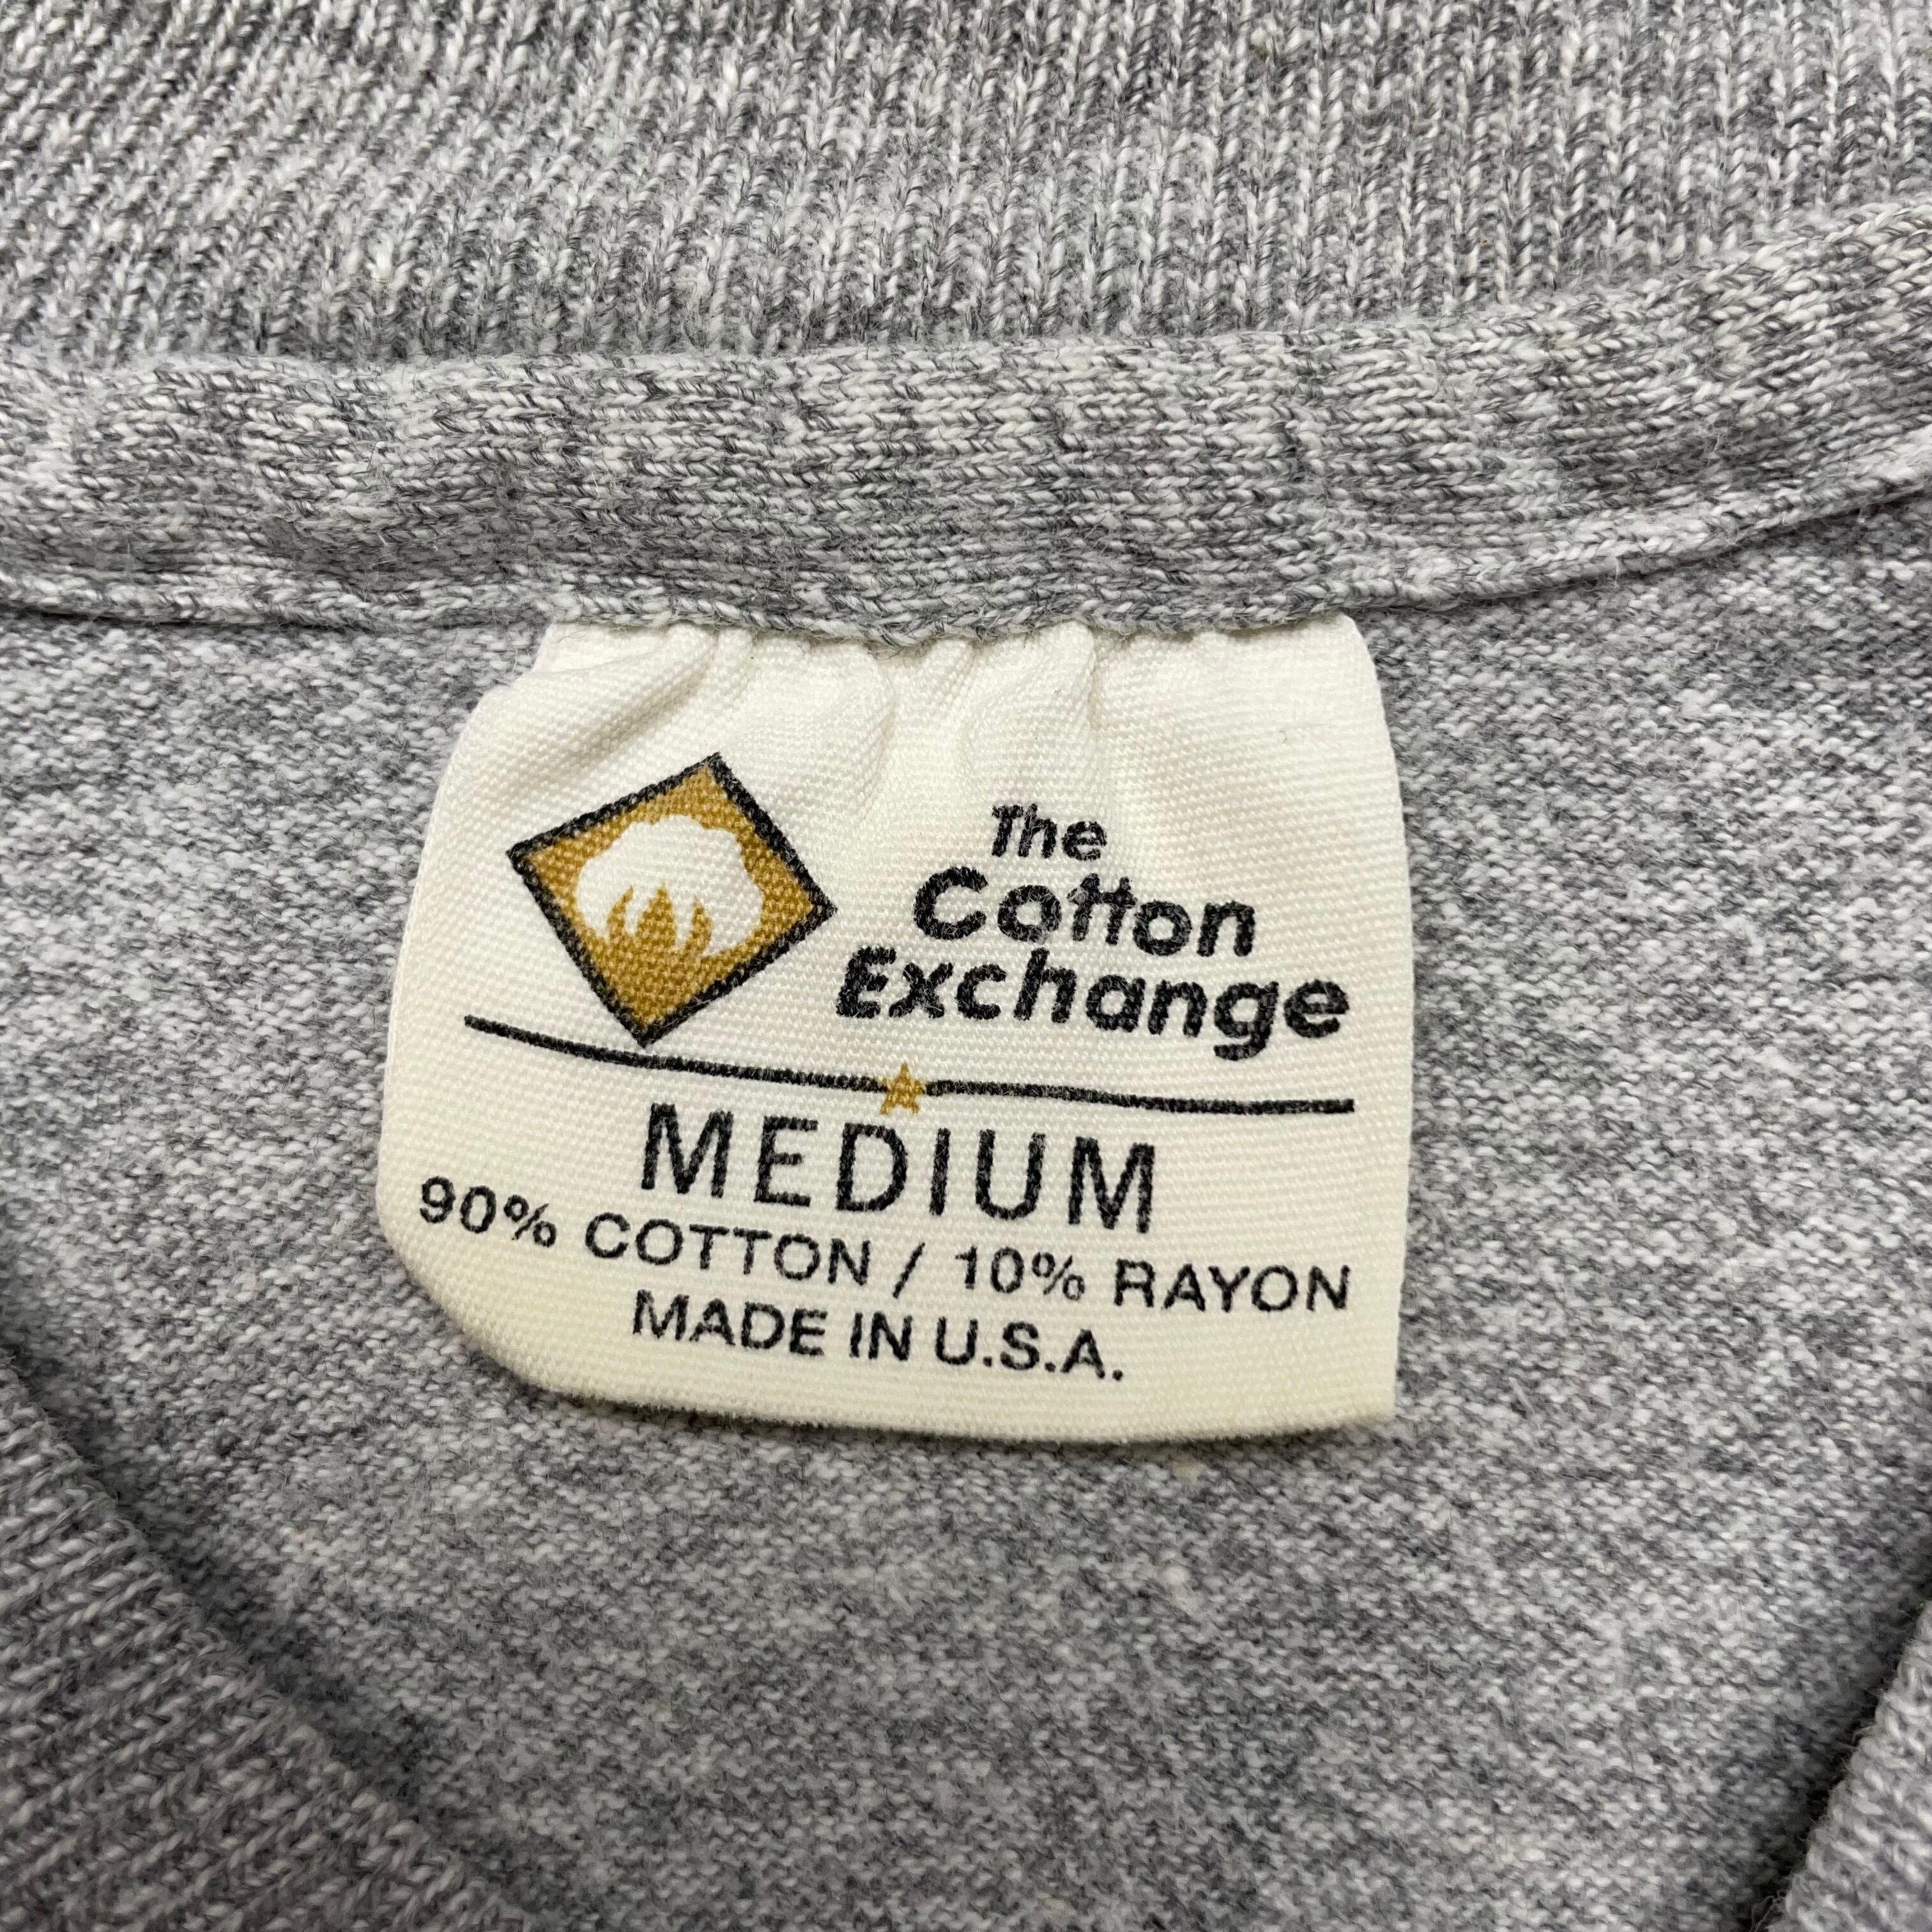 The
Cotton
Exchange
MEDIUM
90% COTTON / 10% RAYON
MADE IN U.S.A.